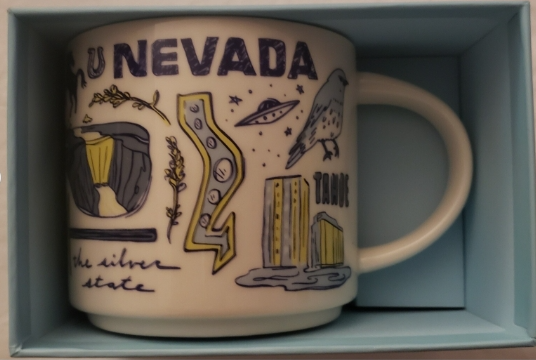 NEVADA
TAHOE
the silver
state